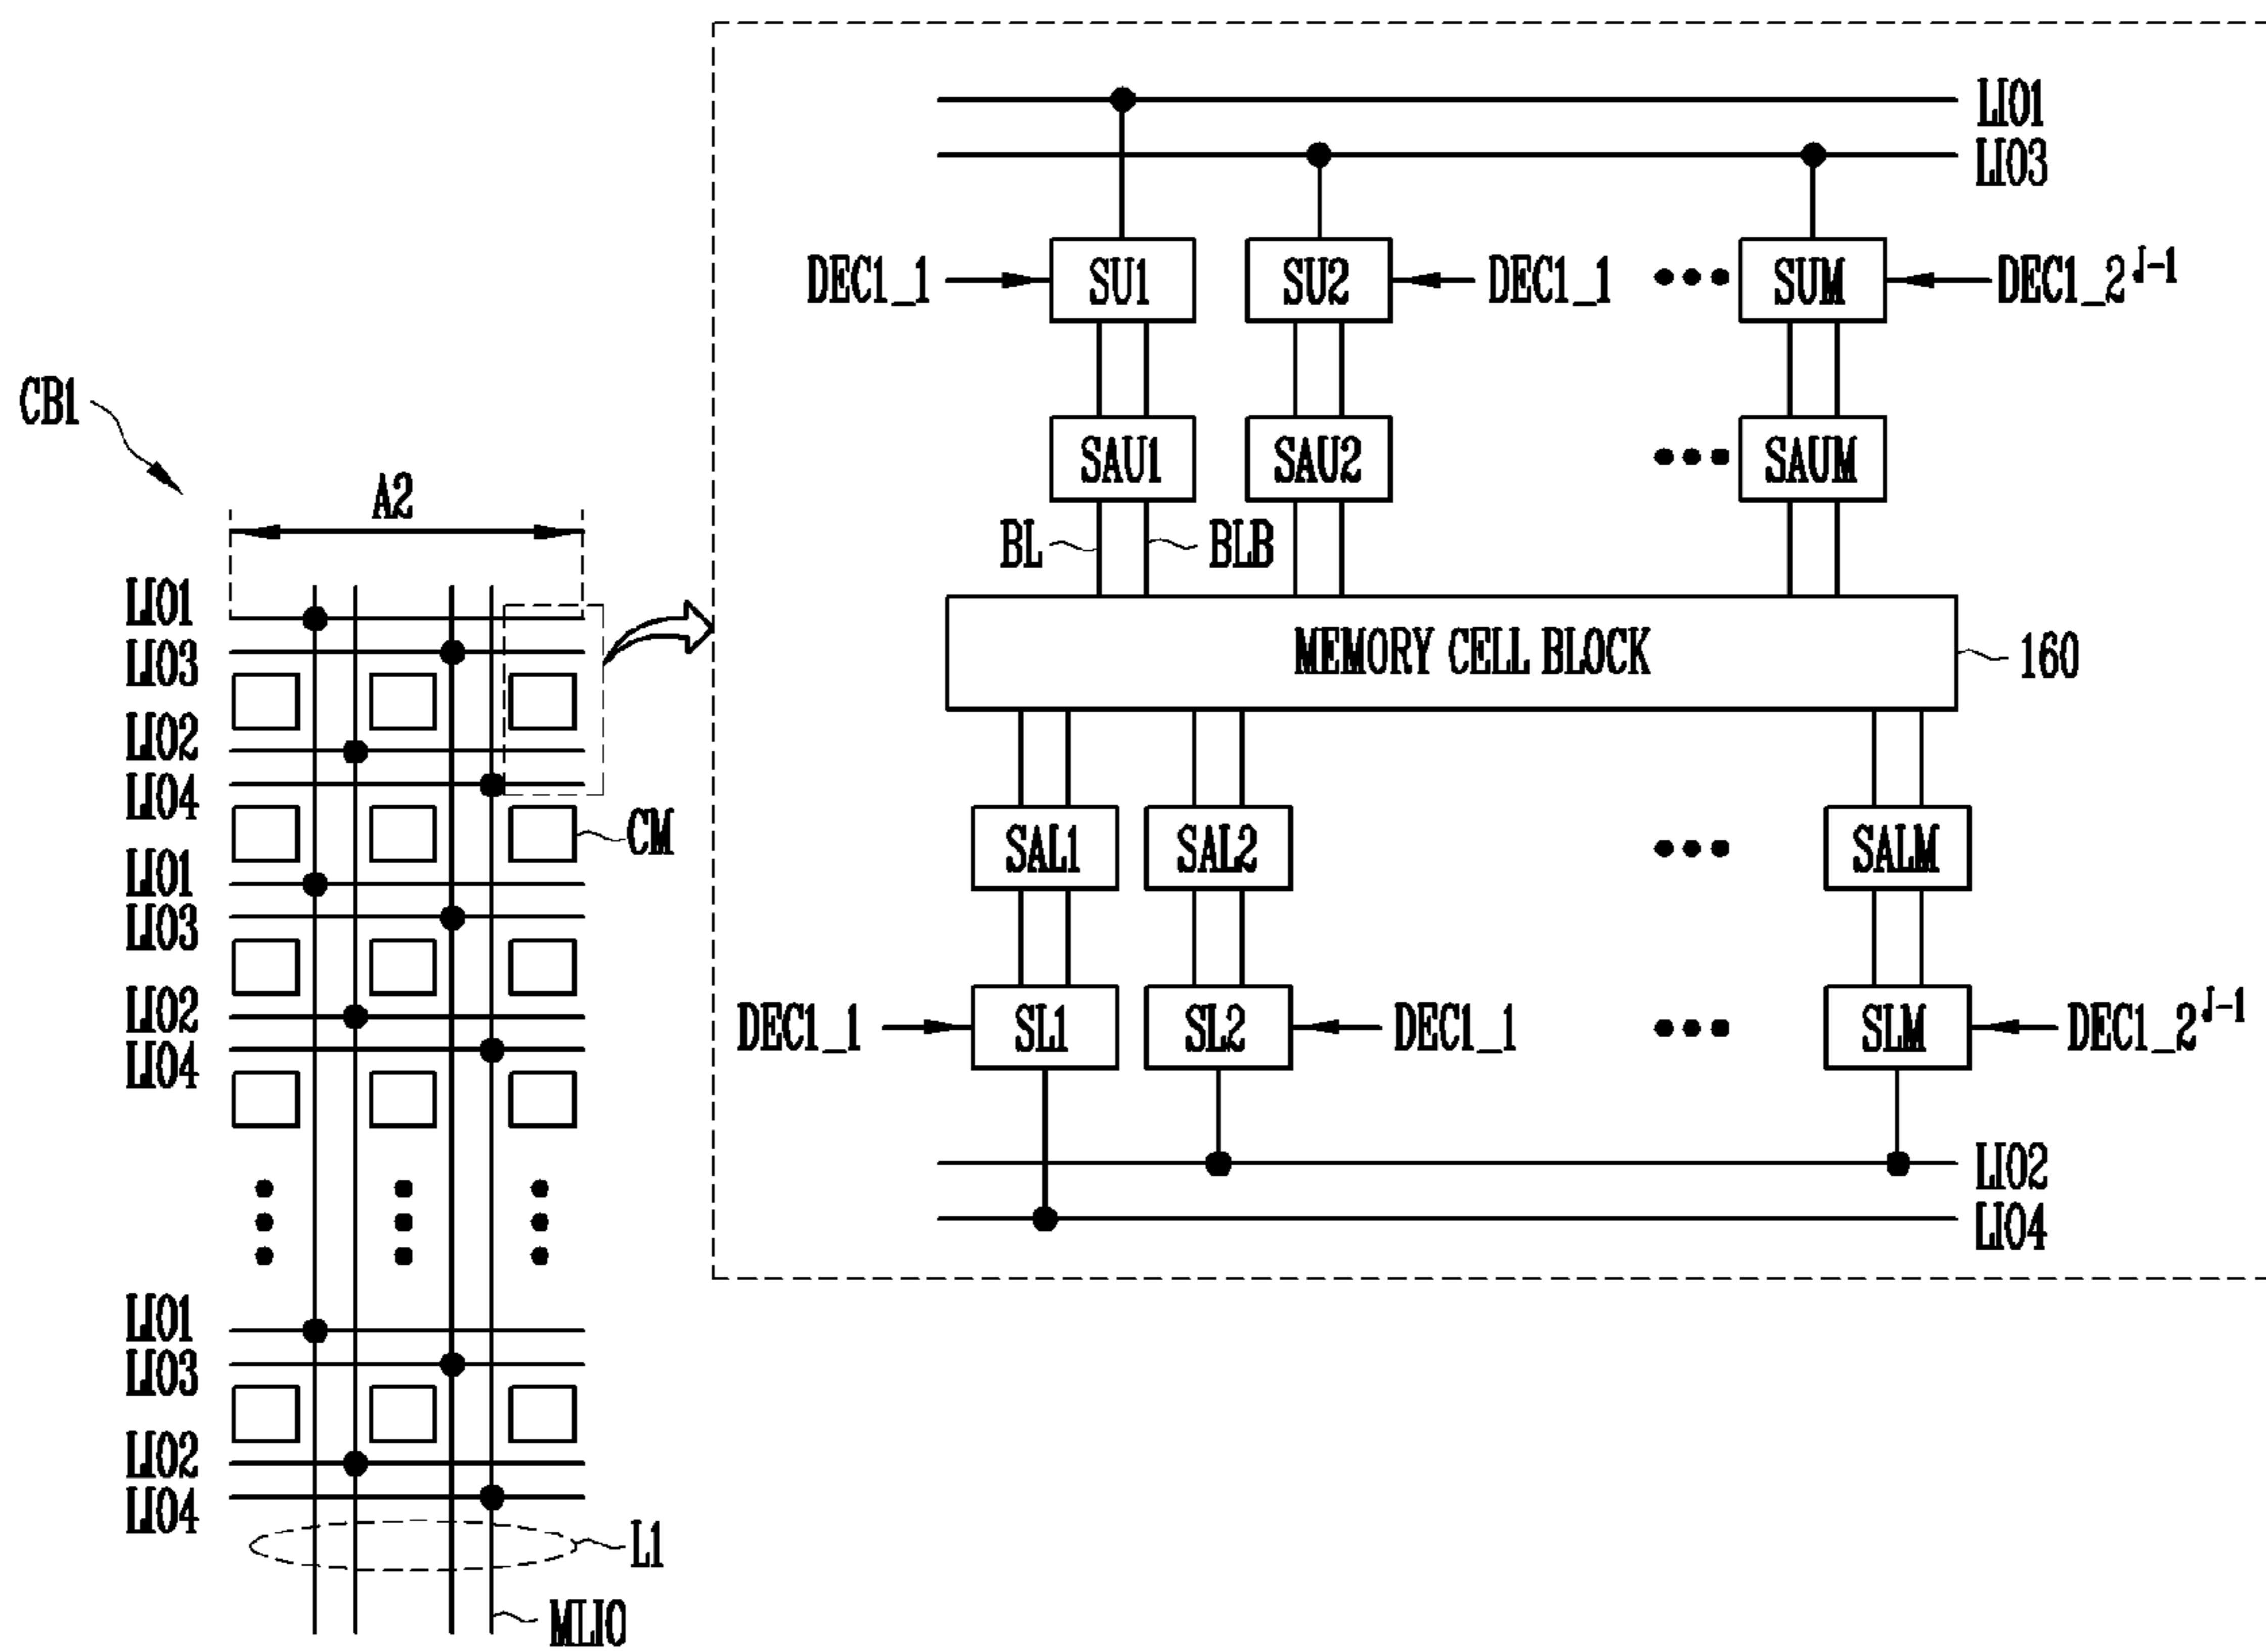 CB1
A2
LIO1
LIO3
LIO2
LIO4
CM
LIO1
LIO3
LIO2
LIO4
LIO1
LIO3
LIO2
LIO4
L1
MLIO
LIO1
LIO3
DEC1_1
SU1
SU2
DEC1_1
SUM
DEC1_2^J-1
SAU1
SAU2
SAUM
BL
BLB
MEMORY CELL BLOCK
160
SAL1
SAL2
SALM
DEC1_1
SL1
SL2
DEC1_1
SLM
DEC1_2^J-1
LIO2
LIO4